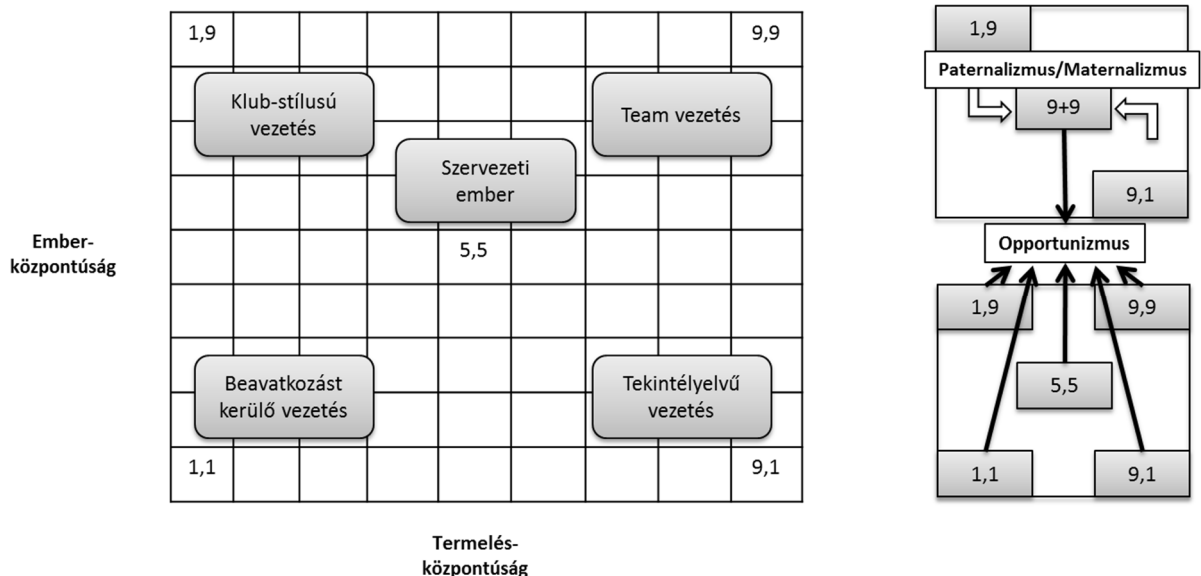 1,9
9,9
Klub-stílusú
vezetés
Team vezetés
Szervezeti
ember
5,5
Ember-
központúság
Beavatkozást
kerülő vezetés
Tekintélyelvű
vezetés
1,1
9,1
Termelés-
központúság
1,9
Paternalizmus/Maternalizmus
9+9
9,1
Opportunizmus
1,9
9,9
5,5
1,1
9,1